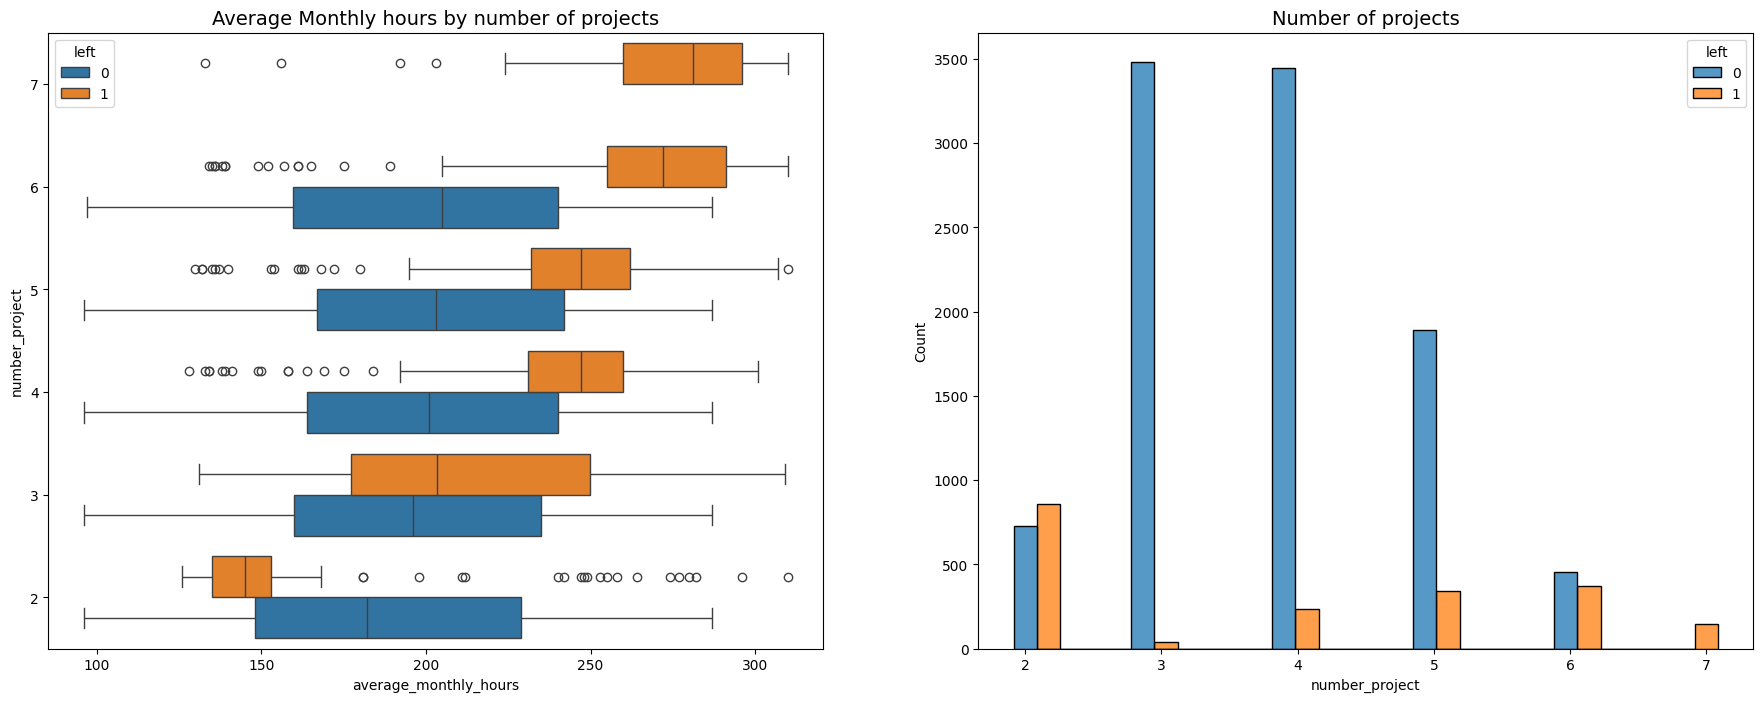 Average Monthly hours by number of projects
left
0
1
7
6
5
4
3
2
number_project
100 150 200 250 300
average_monthly_hours
Number of projects
left
0
1
3500
3000
2500
2000
1500
1000
500
0
Count
2 3 4 5 6 7
number_project